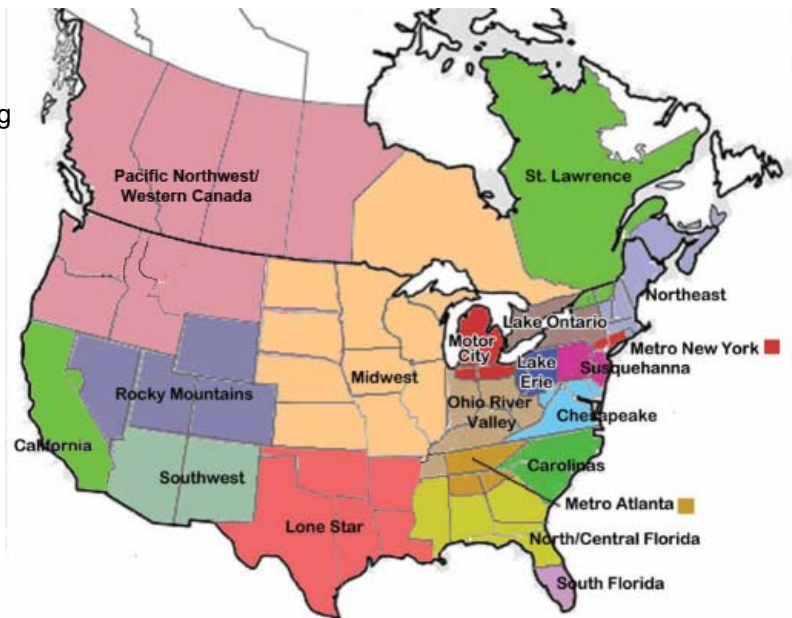 g
Pacific Northwest/
Western Canada
St. Lawrence
Northeast
Lake Ontario
Motor
City
Metro New York
Lake
Erie
Susquehanna
Midwest
Rocky Mountains
Ohio River
Valley
Chesapeake
California
Southwest
Carolinas
Metro Atlanta
Lone Star
North/Central Florida
South Florida